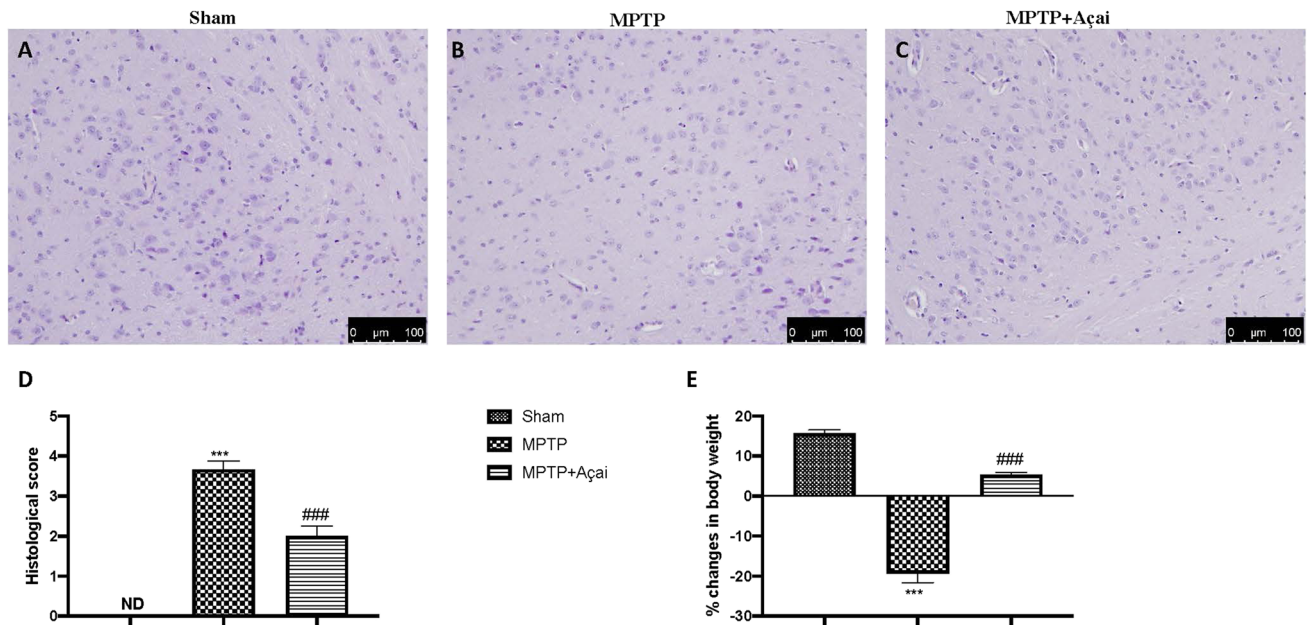 Sham
MPTP
MPTP+Açai
A
B
C
0 µm 100
0 µm 100
0 µm 100
D
E
Histological score
5
4
3
2
1
0
ND
***
###
Sham
MPTP
MPTP+Açai
% changes in body weight
20
10
0
-10
-20
-30
***
###